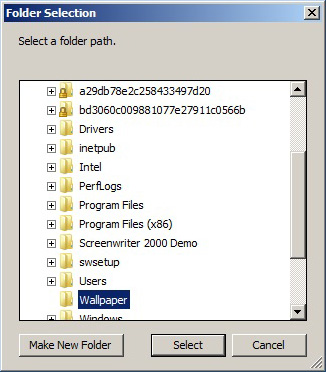 Folder Selection
Select a folder path.
a29db78e2c258433497d20
bd3060c009881077e27911c0566b
Drivers
inetpub
Intel
PerfLogs
Program Files
Program Files (x86)
Screenwriter 2000 Demo
swsetup
Users
Wallpaper
Windows
Make New Folder Select Cancel